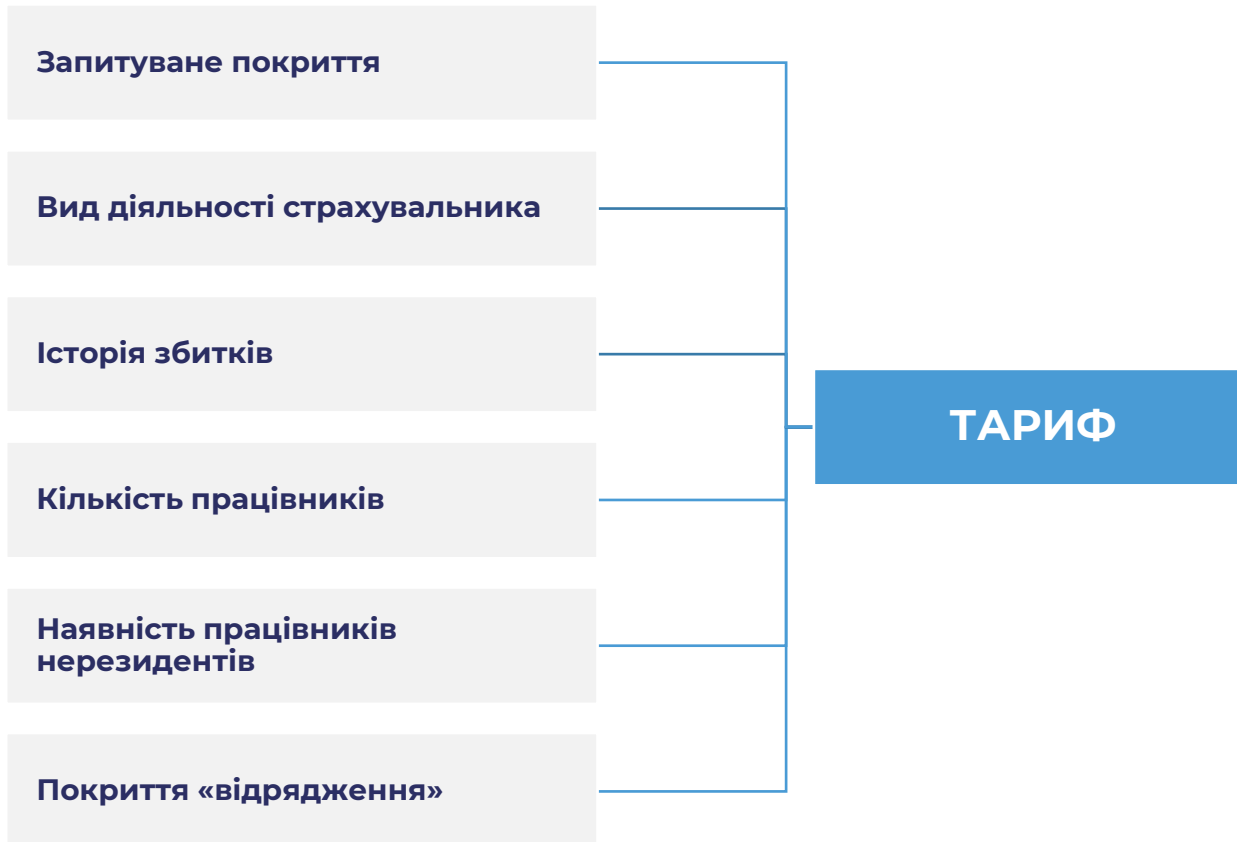 Запитуване покриття
Вид діяльності страхувальника
Історія збитків
Кількість працівників
Наявність працівників
нерезидентів
Покриття «відрядження»
ТАРИФ